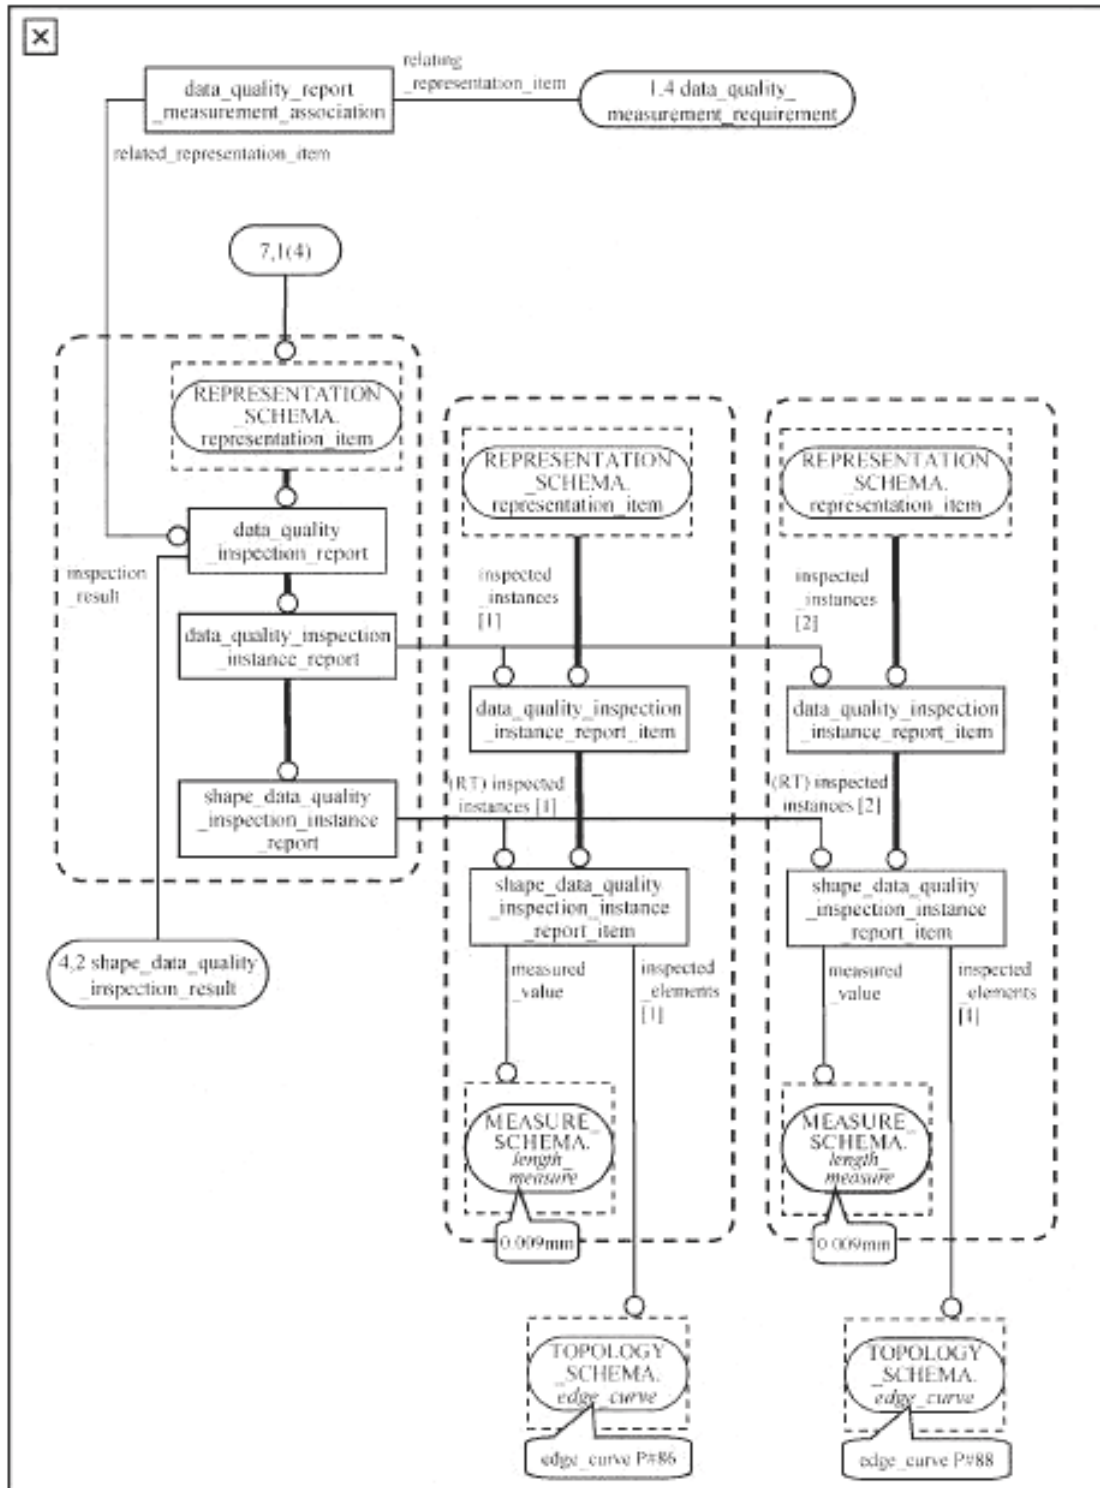 data_quality_report
_measurement_association
relating
_representation_item
1.4 data_quality_
measurement_requirement
related_representation_item
7,1(4)
REPRESENTATION
_SCHEMA.
representation_item
REPRESENTATION
_SCHEMA.
representation_item
REPRESENTATION
_SCHEMA.
representation_item
data_quality
_inspection_report
inspection
_result
inspected
_instances
[1]
inspected
_instances
[2]
data_quality_inspection
_instance_report
data_quality_inspection
_instance_report_item
data_quality_inspection
_instance_report_item
(RT) inspected
_instances [1]
(RT) inspected
_instances [2]
shape_data_quality
_inspection_instance
_report
shape_data_quality
_inspection_instance
_report_item
shape_data_quality
_inspection_instance
_report_item
4,2 shape_data_quality
_inspection_result
measured
_value
inspected
_elements
[1]
measured
_value
inspected
_elements
[1]
MEASURE_
SCHEMA.
length_
measure
MEASURE_
SCHEMA.
length_
measure
0.009mm
0.009mm
TOPOLOGY
_SCHEMA.
edge_curve
TOPOLOGY
_SCHEMA.
edge_curve
edge_curve P#86
edge_curve P#88